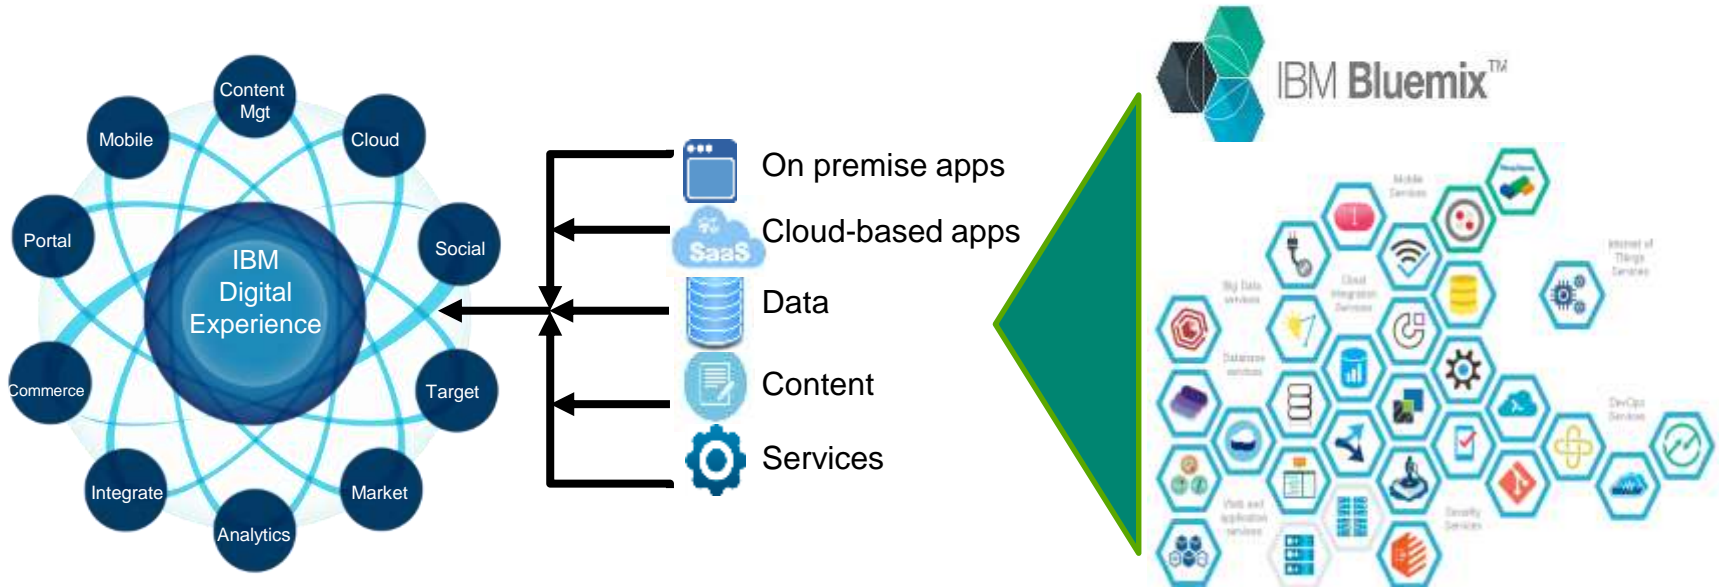 Content
Mgt
Mobile
Cloud
Portal
Social
IBM
Digital
Experience
Commerce
Target
Integrate
Market
Analytics
On premise apps
SaaS
Cloud-based apps
Data
Content
Services
IBM Bluemix™
Mobile
Services
Internet of
Things
Services
Big Data
services
Cloud
Integration
Services
Database
services
DevOps
Services
Web and
application
services
Security
Services